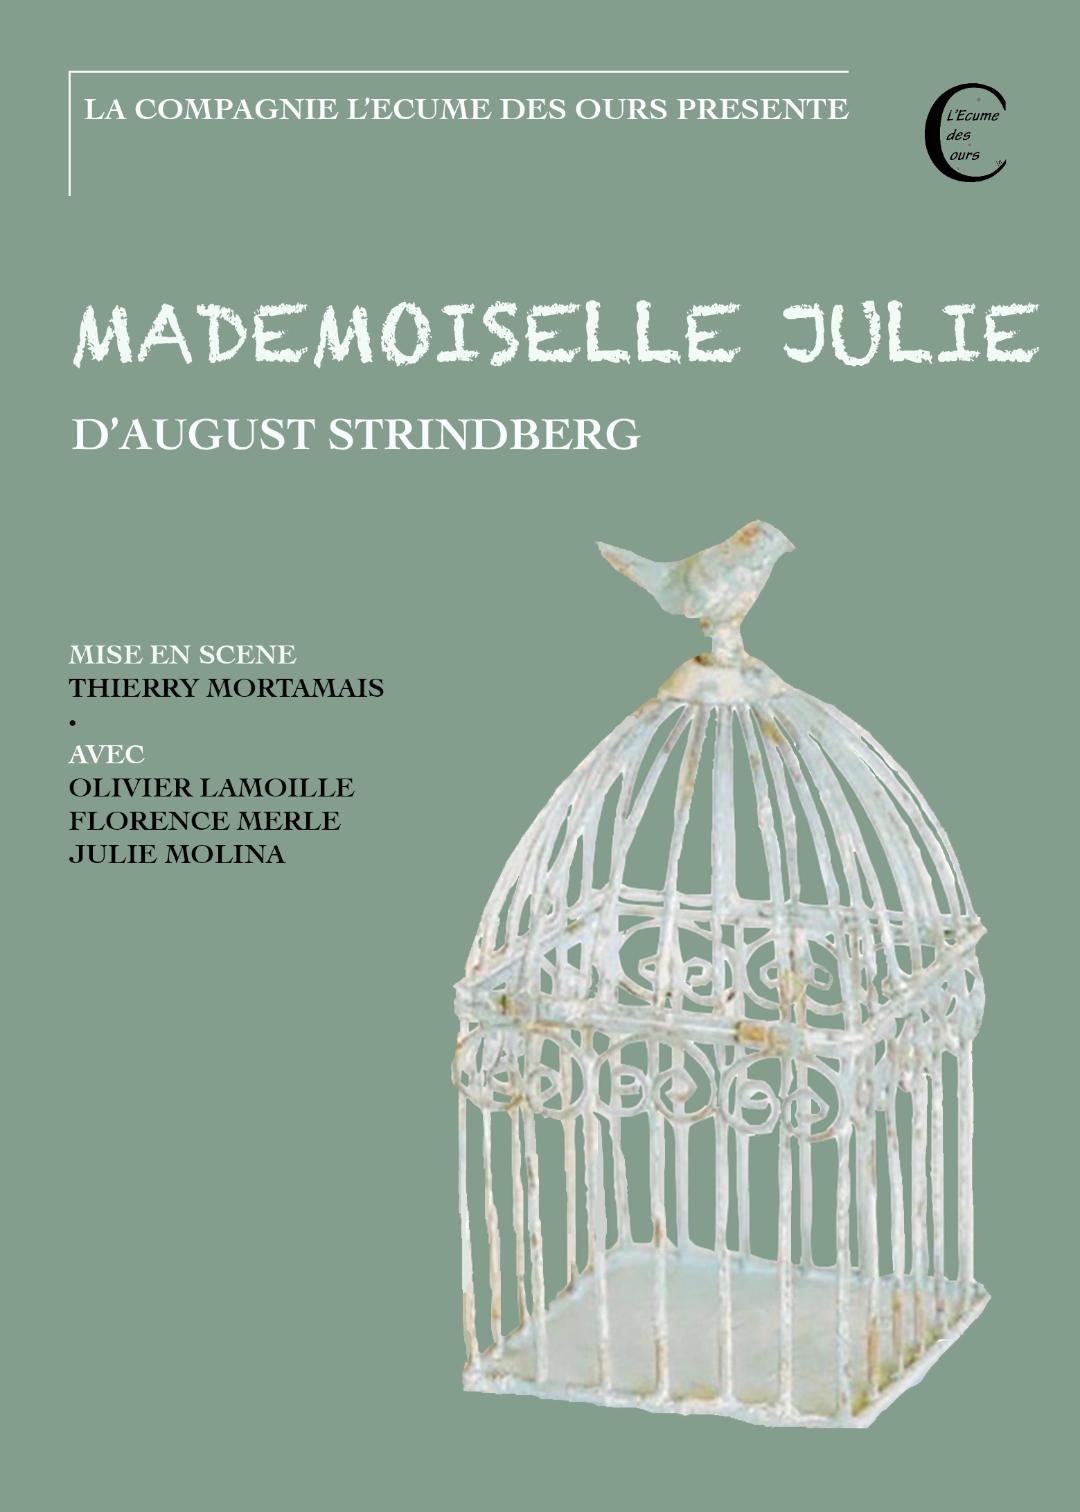 LA COMPAGNIE L'ECUME DES OURS PRESENTE
L'Ecume
des
ours
MADEMOISELLE JULIE
D'AUGUST STRINDBERG
MISE EN SCENE
THIERRY MORTAMAIS
•
AVEC
OLIVIER LAMOILLE
FLORENCE MERLE
JULIE MOLINA